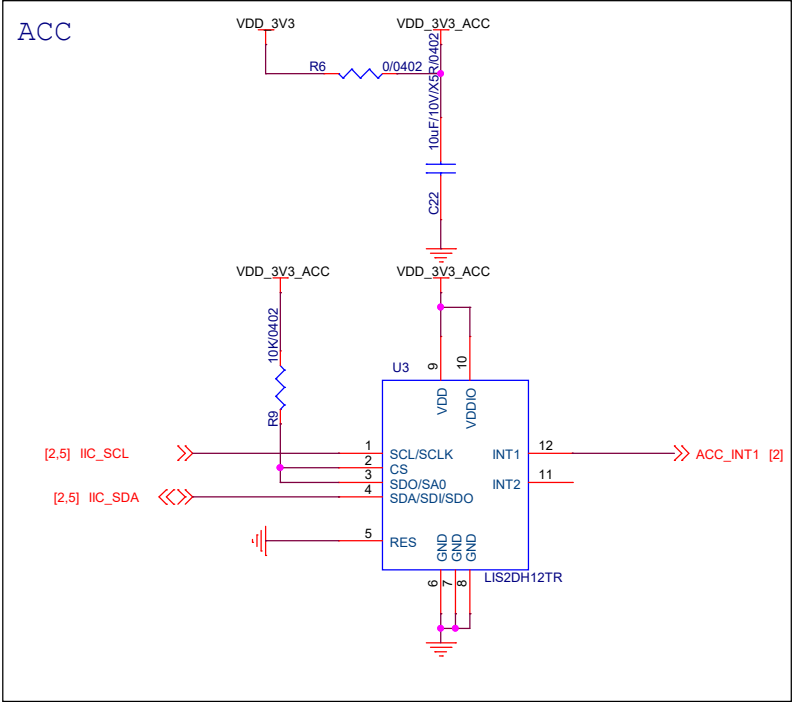 ACC
VDD_3V3
VDD_3V3_ACC
R6
0/0402
10uF/10V/X5R/0402
C22
VDD_3V3_ACC
VDD_3V3_ACC
10K/0402
R9
U3
9
10
VDD
VDDIO
[2,5] IIC_SCL
1
SCL/SCLK
INT1
12
ACC_INT1 [2]
2
CS
3
SDO/SA0
INT2
11
[2,5] IIC_SDA
4
SDA/SDI/SDO
5
RES
GND
GND
GND
6
7
8
LIS2DH12TR